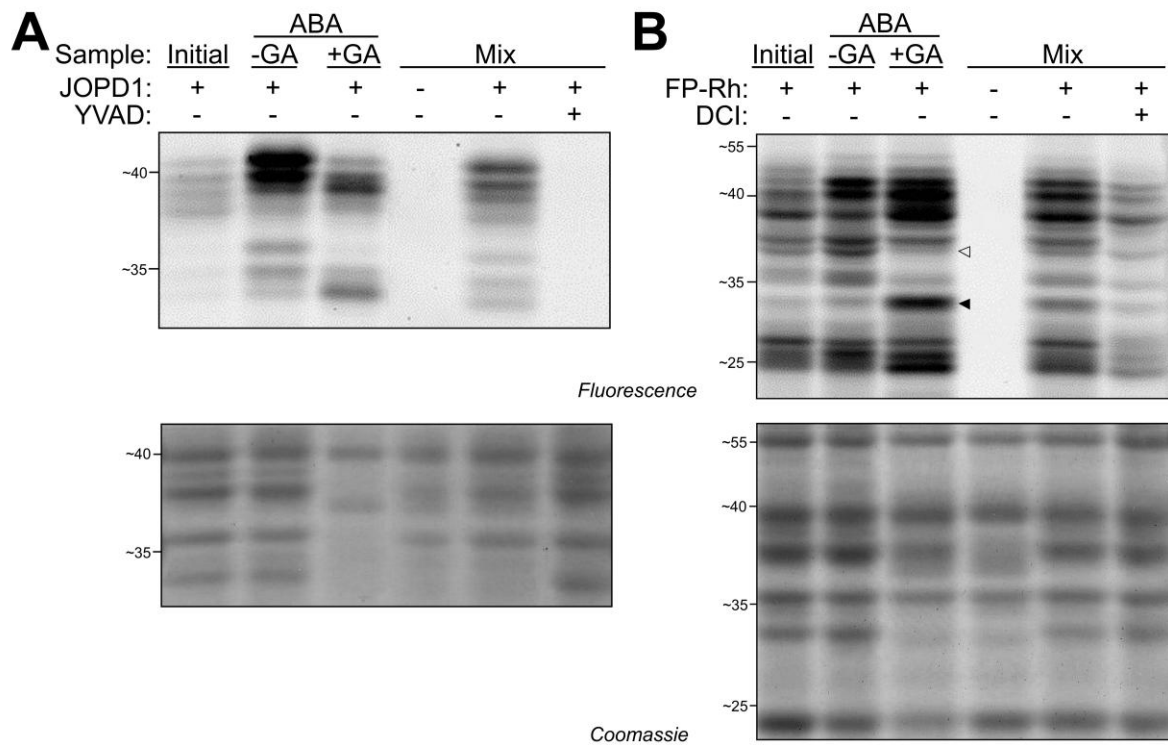 A
ABA
Sample: Initial -GA +GA Mix
JOPD1: + + + - + +
YVAD: - - - - - +
~40
~35
B
ABA
Initial -GA +GA Mix
FP-Rh: + + + - + +
DCI: - - - - - +
~55
~40
~35
~25
Fluorescence
~40
~35
~55
~40
~35
~25
Coomassie